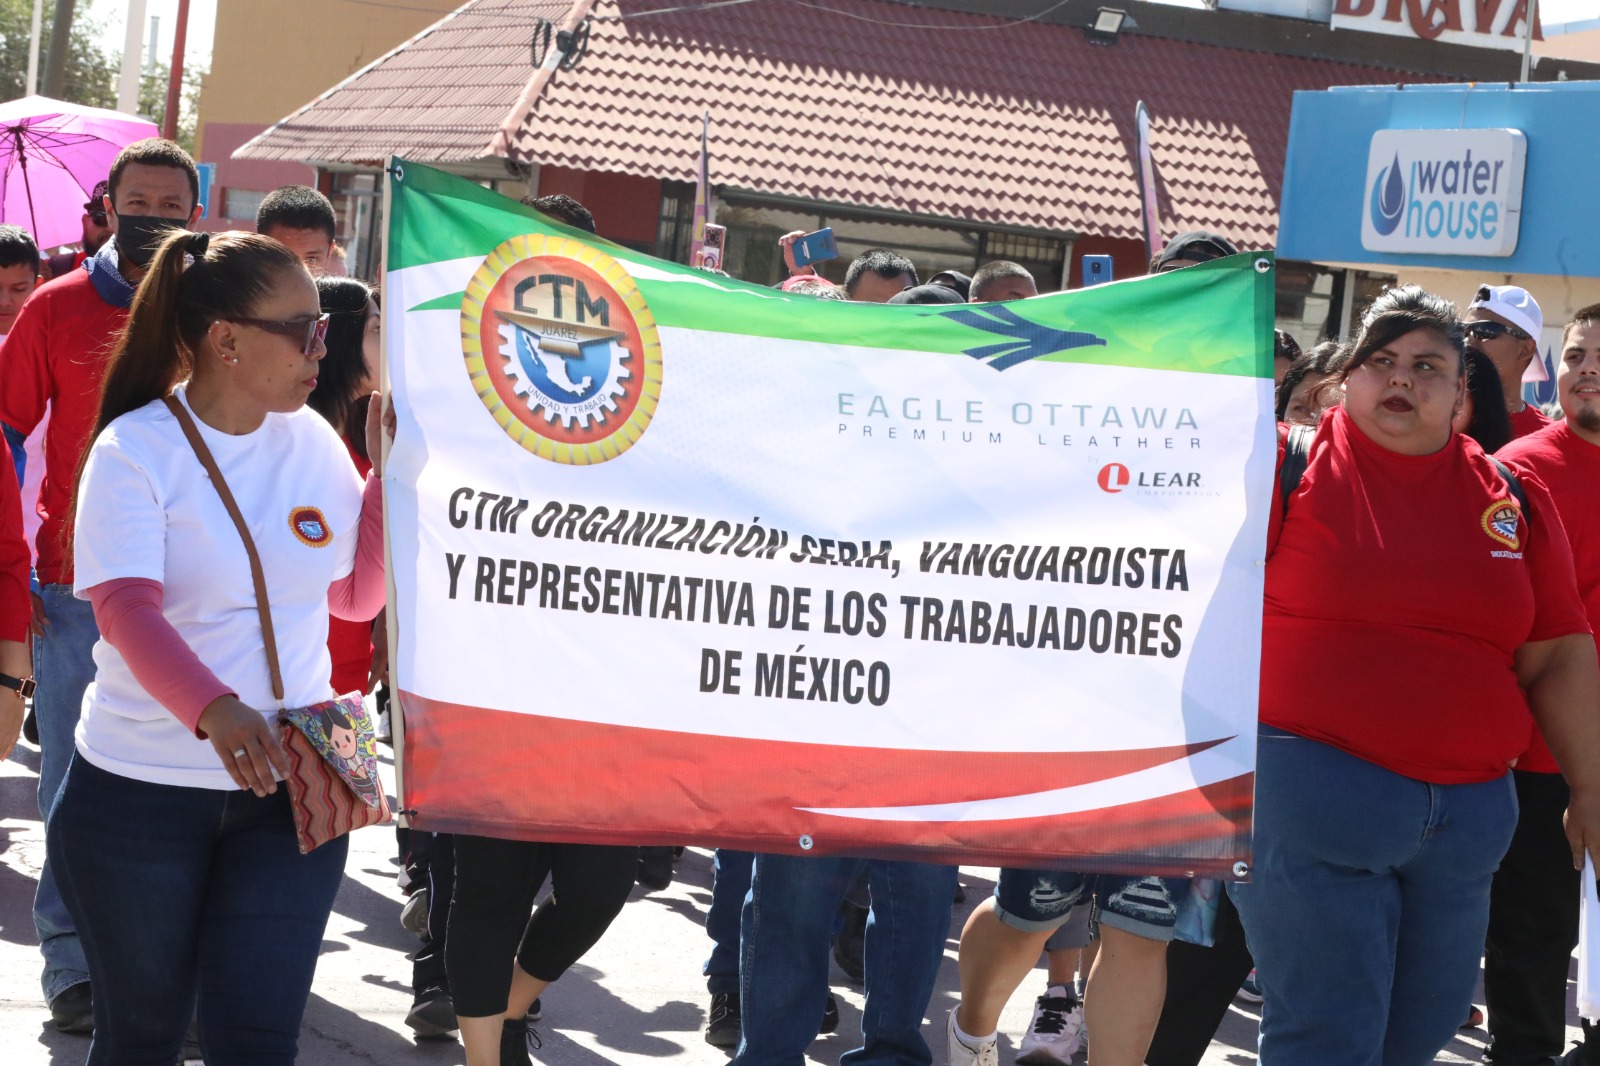 BRAVA
water
house
CTM
JUAREZ
UNIDAD Y TRABAJO
EAGLE OTTAWA
PREMIUM LEATHER
by
LEAR
CORPORATION
CTM ORGANIZACIÓN SERIA, VANGUARDISTA
Y REPRESENTATIVA DE LOS TRABAJADORES
DE MÉXICO